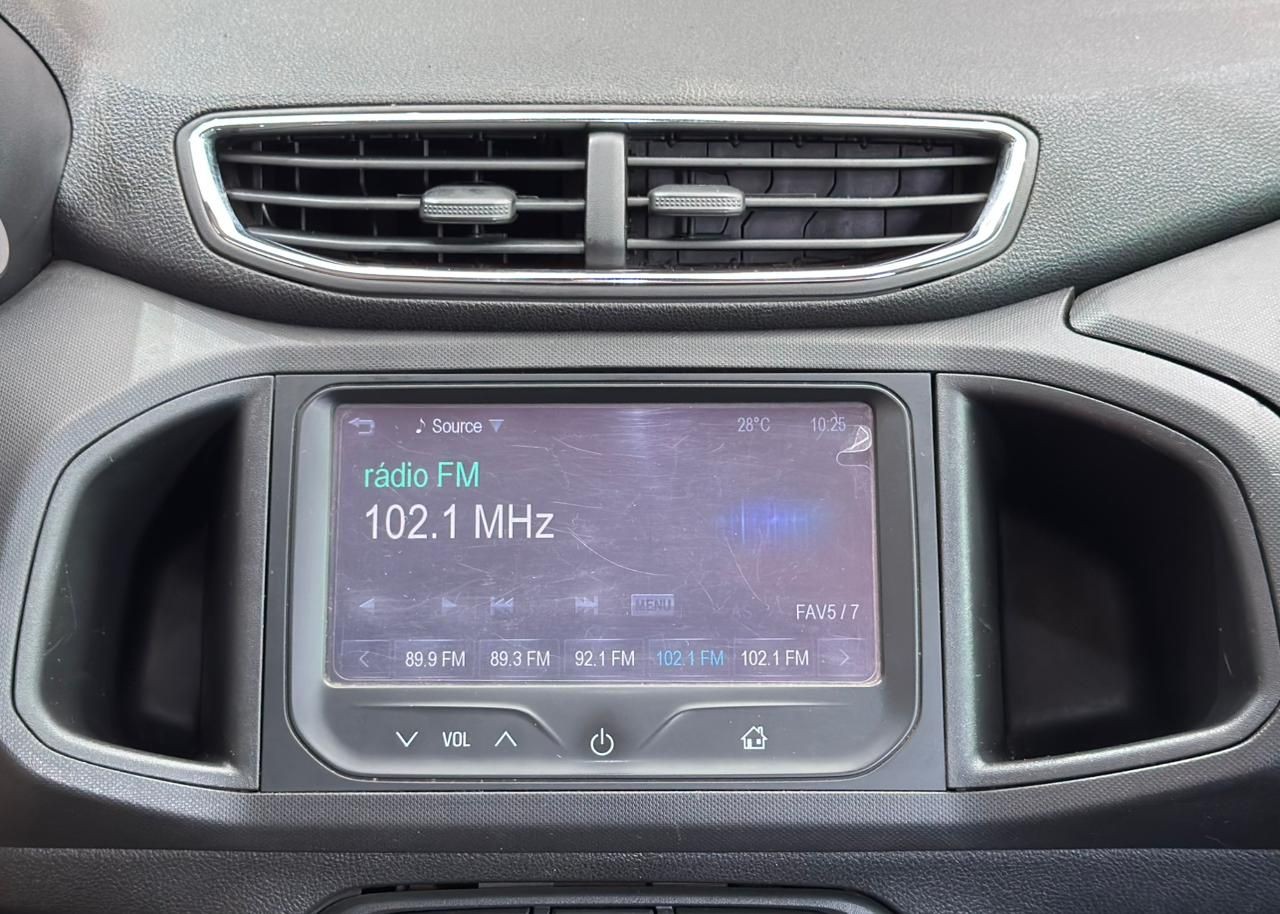 Source 28°C 10:25
rádio FM
102.1 MHz
MENU FAV5 / 7
89.9 FM 89.3 FM 92.1 FM 102.1 FM 102.1 FM
VOL